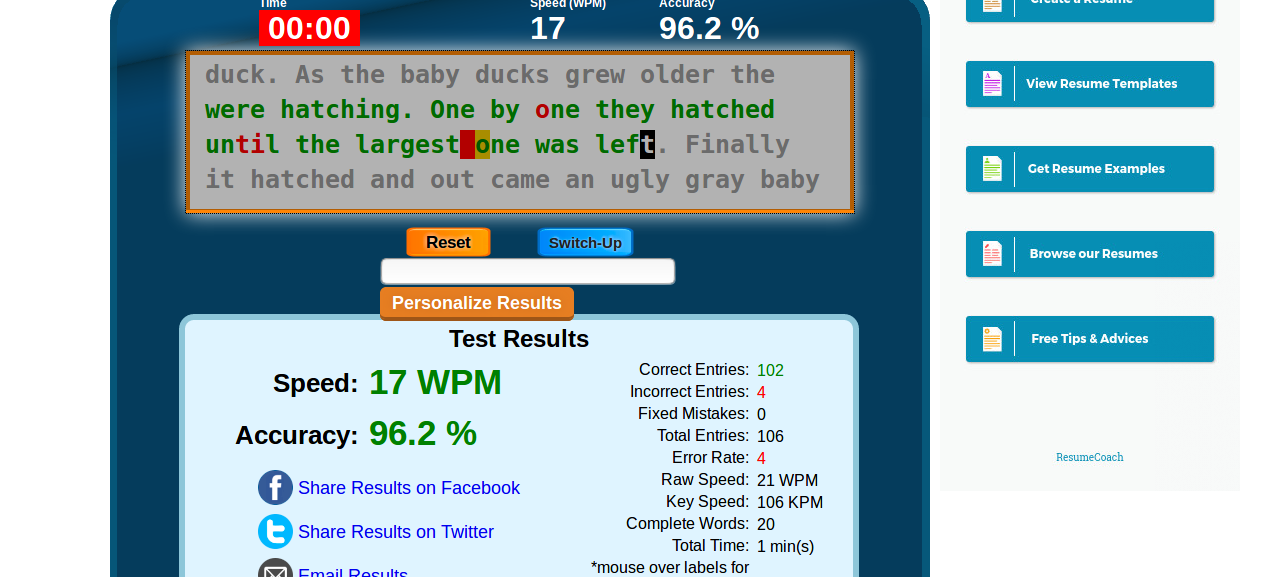 Time
Speed (WPM)
Accuracy
00:00
17
96.2 %
duck. As the baby ducks grew older the
were hatching. One by one they hatched
until the largest one was left. Finally
it hatched and out came an ugly gray baby
Reset
Switch-Up
Personalize Results
Test Results
Speed: 17 WPM
Accuracy: 96.2 %
Share Results on Facebook
Share Results on Twitter
Email Results
Correct Entries: 102
Incorrect Entries: 4
Fixed Mistakes: 0
Total Entries: 106
Error Rate: 4
Raw Speed: 21 WPM
Key Speed: 106 KPM
Complete Words: 20
Total Time: 1 min(s)
*mouse over labels for
Create a Resume
View Resume Templates
Get Resume Examples
Browse our Resumes
Free Tips & Advices
ResumeCoach